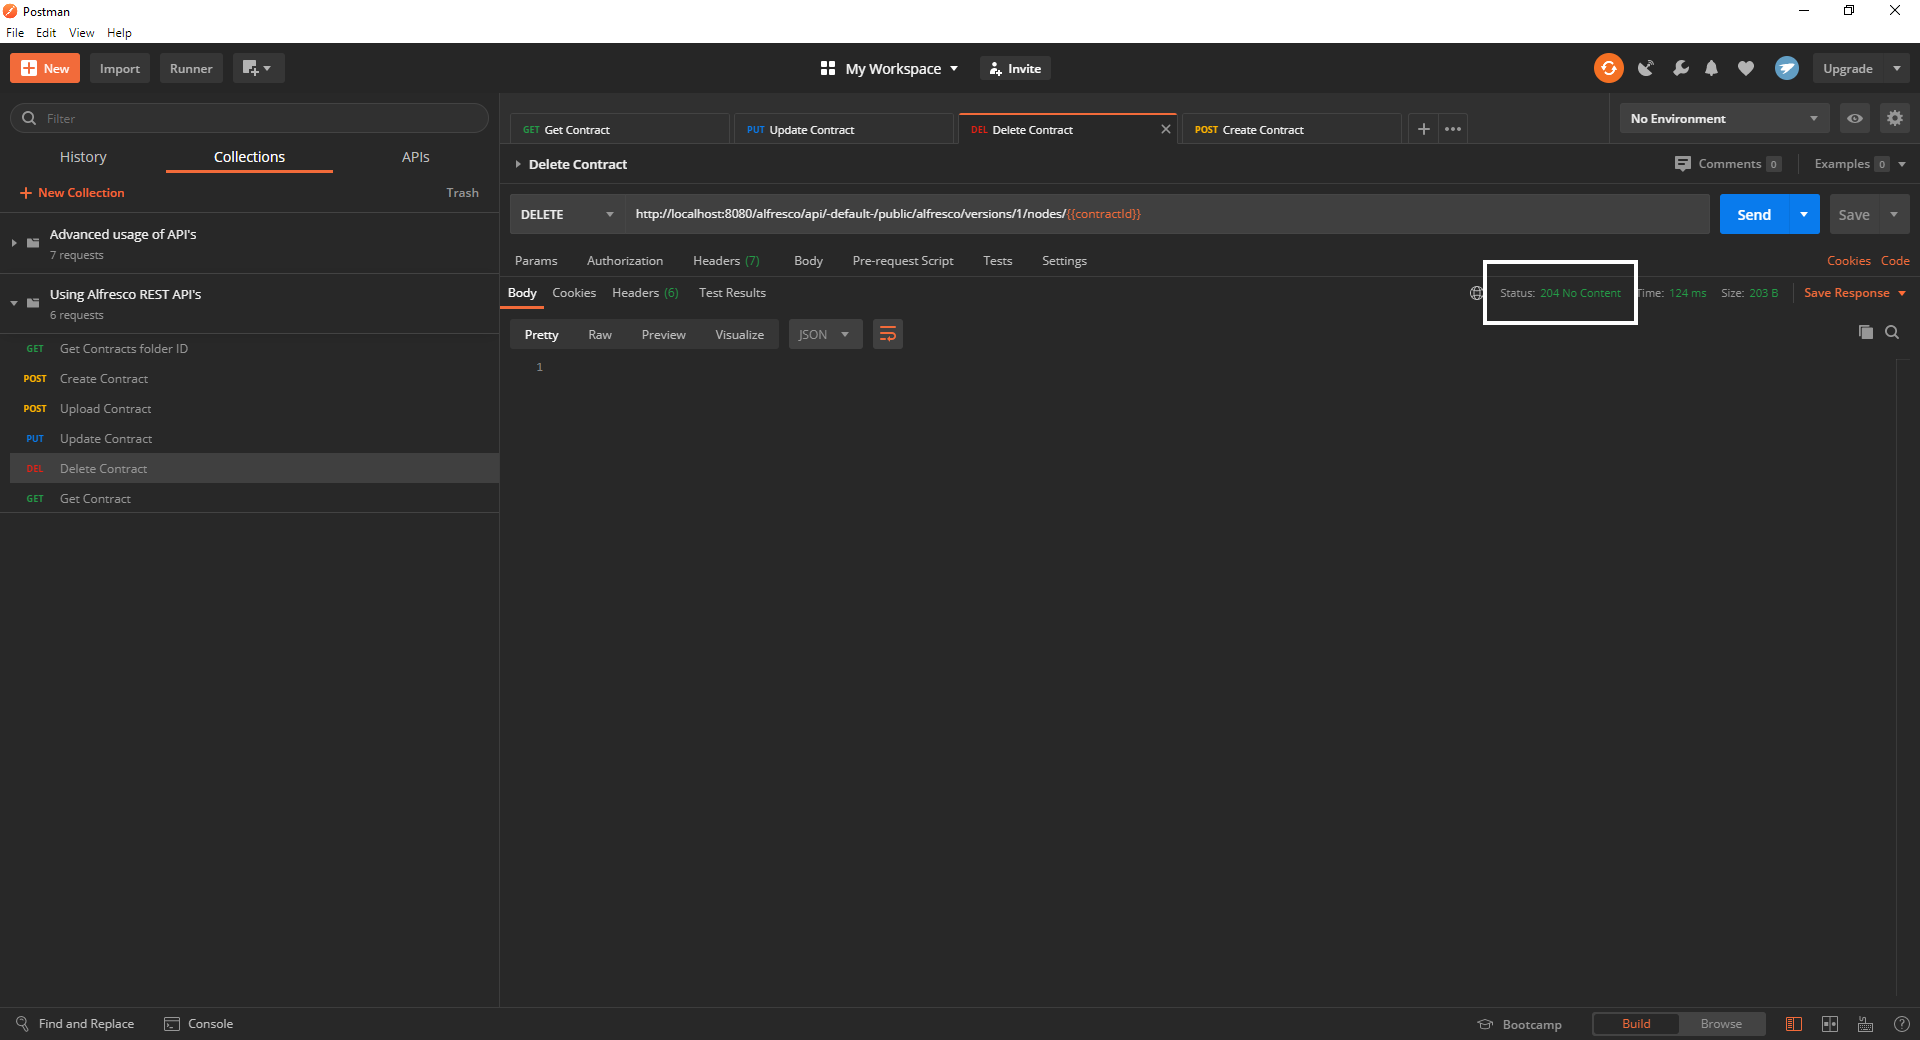 Postman
File Edit View Help
New Import Runner My Workspace Invite Upgrade
Filter
History Collections APIs
New Collection Trash
Advanced usage of API's
7 requests
Using Alfresco REST API's
6 requests
GET Get Contracts folder ID
POST Create Contract
POST Upload Contract
PUT Update Contract
DEL Delete Contract
GET Get Contract
GET Get Contract PUT Update Contract DEL Delete Contract POST Create Contract No Environment
Delete Contract Comments 0 Examples 0
DELETE http://localhost:8080/alfresco/api/-default-/public/alfresco/versions/1/nodes/{{contractId}} Send Save
Params Authorization Headers (7) Body Pre-request Script Tests Settings Cookies Code
Body Cookies Headers (6) Test Results Status: 204 No Content Time: 124 ms Size: 203 B Save Response
Pretty Raw Preview Visualize JSON
1
Find and Replace Console Bootcamp Build Browse